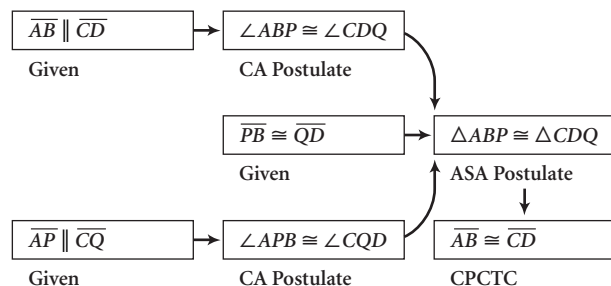 AB ∥ CD
∠ABP ≅ ∠CDQ
Given
CA Postulate
PB ≅ QD
△ABP ≅ △CDQ
Given
ASA Postulate
AP ∥ CQ
∠APB ≅ ∠CQD
AB ≅ CD
Given
CA Postulate
CPCTC